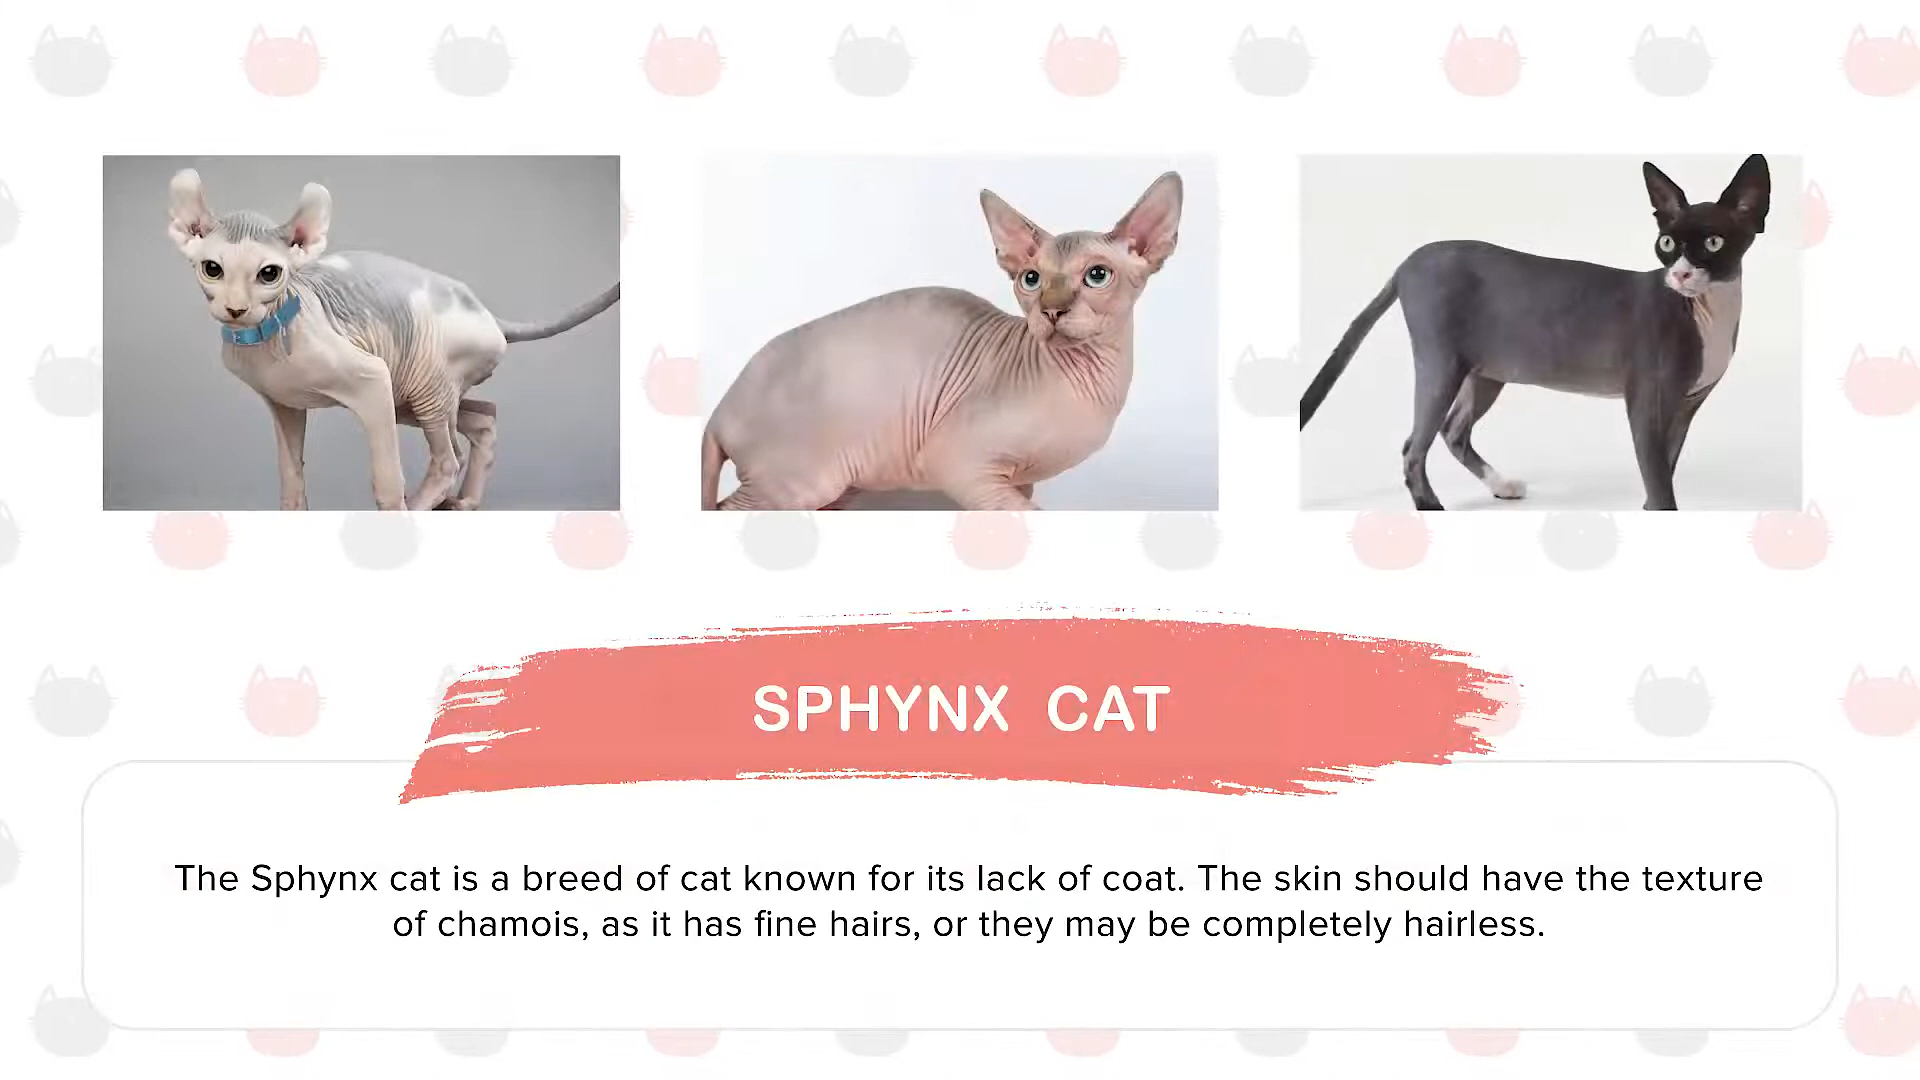 SPHYNX CAT
The Sphynx cat is a breed of cat known for its lack of coat. The skin should have the texture
of chamois, as it has fine hairs, or they may be completely hairless.